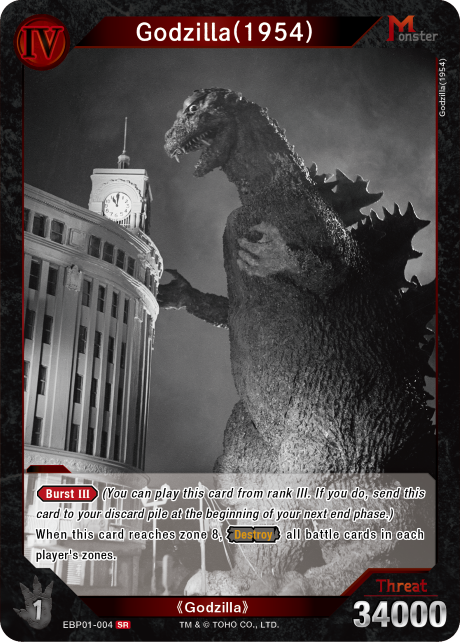 IV
Godzilla(1954)
Monster
Godzilla(1954)
Burst III (You can play this card from rank III. If you do, send this
card to your discard pile at the beginning of your next end phase.)
When this card reaches zone 8, Destroy all battle cards in each
player's zones.
Threat
1
《Godzilla》
34000
EBP01-004 SR
TM & © TOHO CO., LTD.